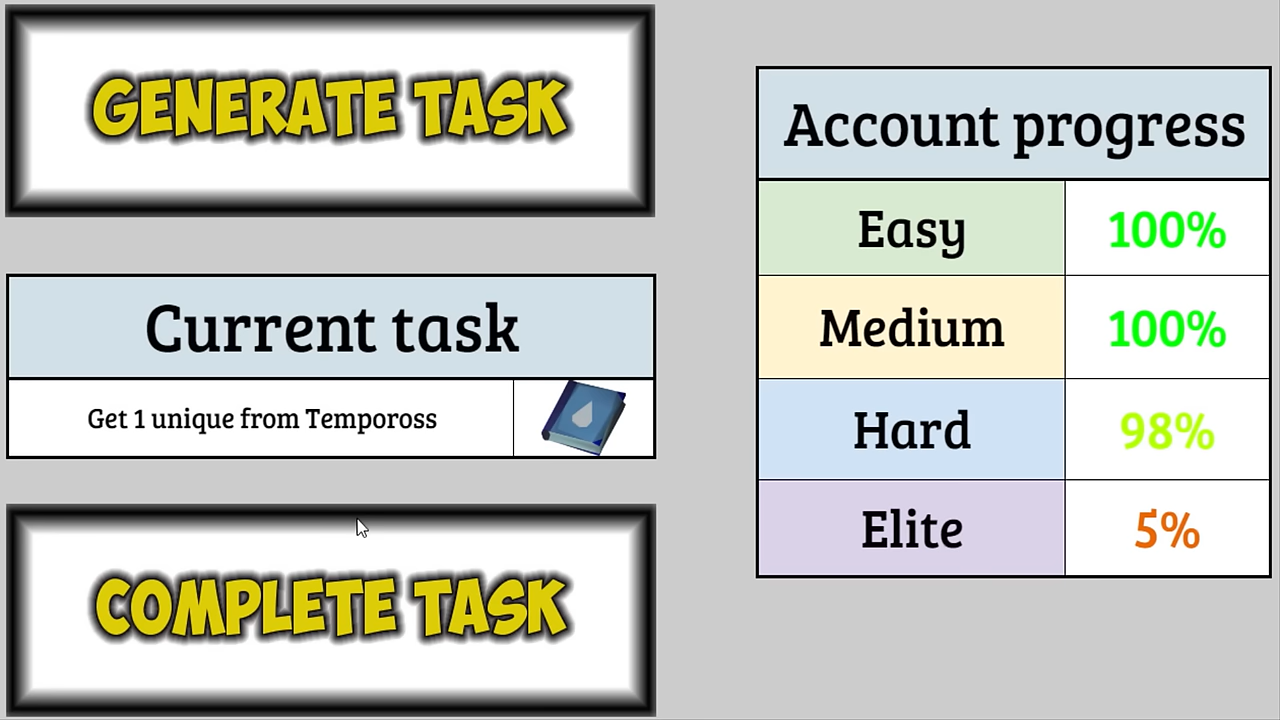 GENERATE TASK
Current task
Get 1 unique from Tempoross
COMPLETE TASK
Account progress
Easy 100%
Medium 100%
Hard 98%
Elite 5%